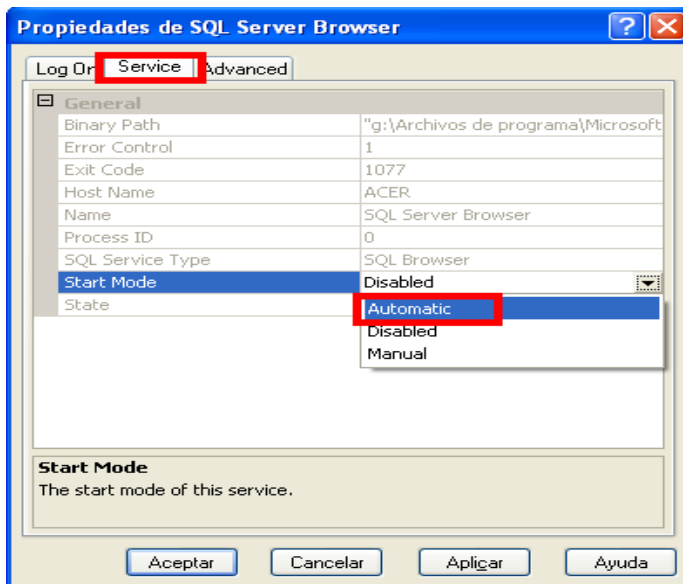 Propiedades de SQL Server Browser
Log On Service Advanced
General
Binary Path "g:\Archivos de programa\Microsoft
Error Control 1
Exit Code 1077
Host Name ACER
Name SQL Server Browser
Process ID 0
SQL Service Type SQL Browser
Start Mode Disabled
State Automatic
Disabled
Manual
Start Mode
The start mode of this service.
Aceptar Cancelar Aplicar Ayuda